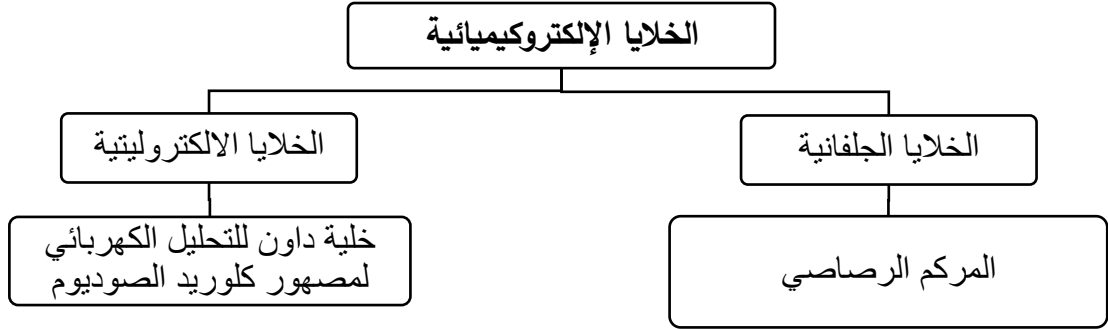 الخلايا الإلكتروكيميائية
الخلايا الجلفانية
الخلايا الالكتروليتية
المركم الرصاصي
خلية داون للتحليل الكهربائي
لمصهور كلوريد الصوديوم